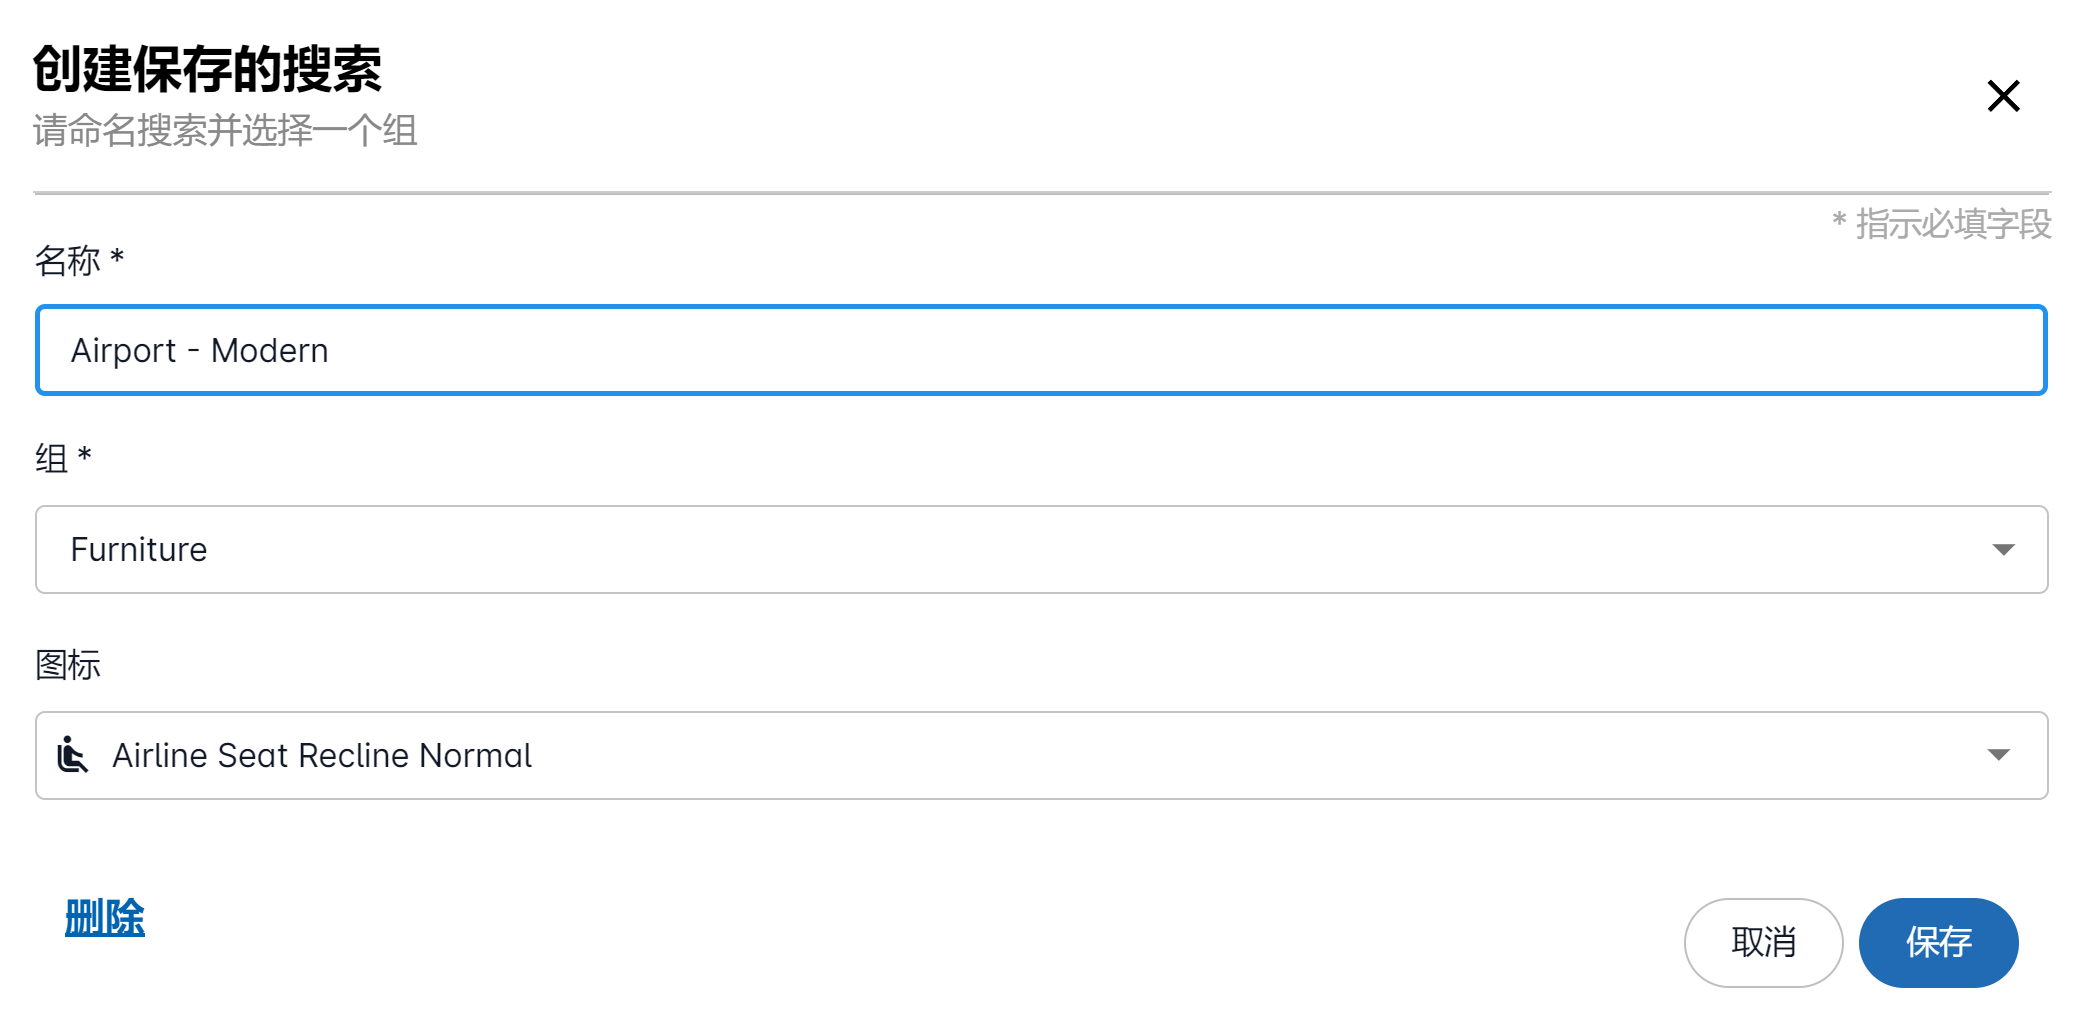 创建保存的搜索
请命名搜索并选择一个组
* 指示必填字段
名称 *
Airport - Modern
组 *
Furniture
图标
Airline Seat Recline Normal
删除
取消
保存